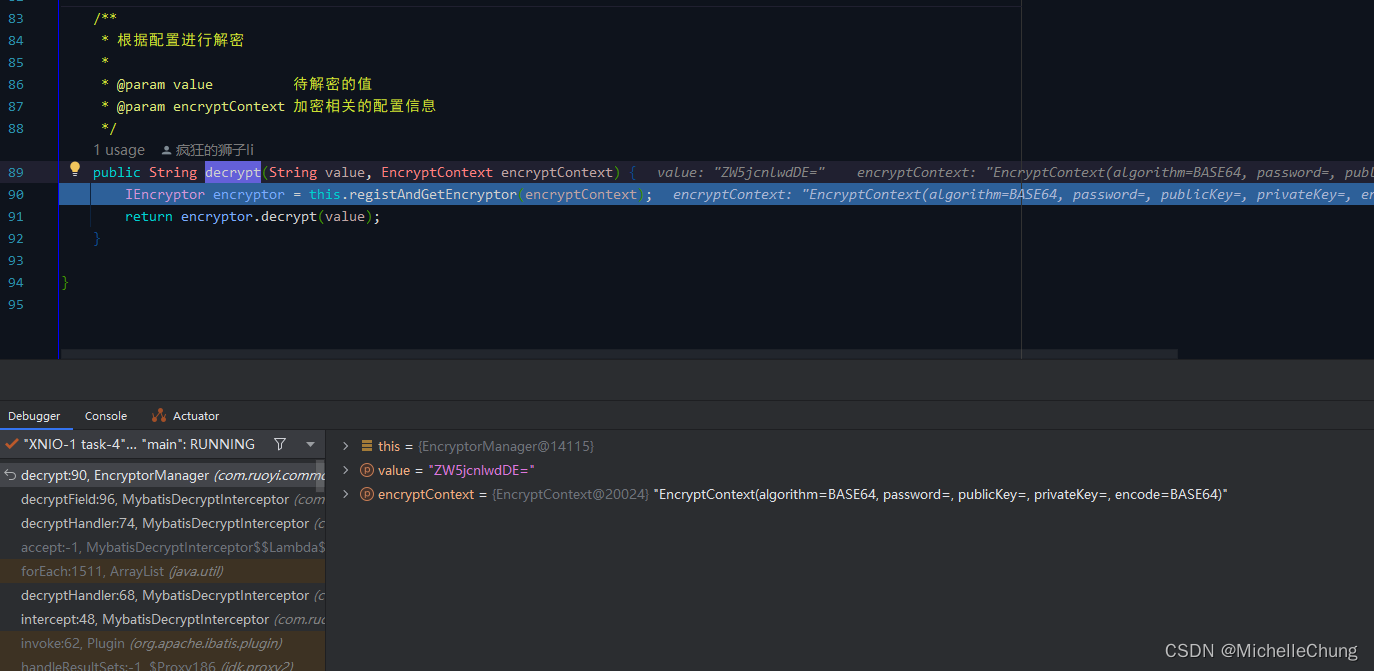 83 /**
84 * 根据配置进行解密
85 *
86 * @param value 待解密的值
87 * @param encryptContext 加密相关的配置信息
88 */
1 usage 疯狂的狮子li
89 public String decrypt(String value, EncryptContext encryptContext) { value: "ZW5jcnlwdDE=" encryptContext: "EncryptContext(algorithm=BASE64, password=, publ
90 IEncryptor encryptor = this.registAndGetEncryptor(encryptContext); encryptContext: "EncryptContext(algorithm=BASE64, password=, publicKey=, privateKey=, en
91 return encryptor.decrypt(value);
92 }
93
94 }
95
Debugger Console Actuator
"XNIO-1 task-4"... "main": RUNNING
decrypt:90, EncryptorManager (com.ruoyi.commo
decryptField:96, MybatisDecryptInterceptor (com
decryptHandler:74, MybatisDecryptInterceptor (c
accept:-1, MybatisDecryptInterceptor$$Lambda$
forEach:1511, ArrayList (java.util)
decryptHandler:68, MybatisDecryptInterceptor (c
intercept:48, MybatisDecryptInterceptor (com.ruo
invoke:62, Plugin (org.apache.ibatis.plugin)
handleResultSets:-1, $Proxy186 (jdk.proxy2)
this = {EncryptorManager@14115}
value = "ZW5jcnlwdDE="
encryptContext = {EncryptContext@20024} "EncryptContext(algorithm=BASE64, password=, publicKey=, privateKey=, encode=BASE64)"
CSDN @MichelleChung